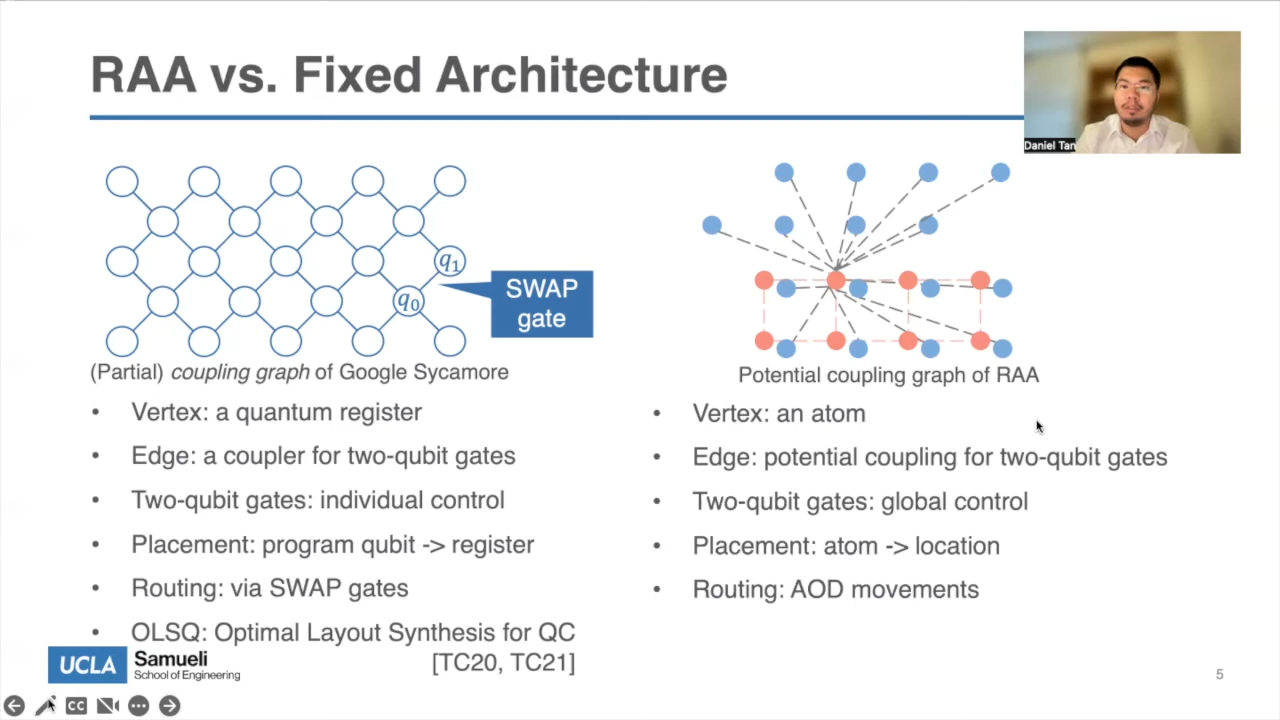 RAA vs. Fixed Architecture
Daniel Tan
q1
q0
SWAP
gate
(Partial) coupling graph of Google Sycamore
• Vertex: a quantum register
• Edge: a coupler for two-qubit gates
• Two-qubit gates: individual control
• Placement: program qubit -> register
• Routing: via SWAP gates
• OLSQ: Optimal Layout Synthesis for QC
[TC20, TC21]
Potential coupling graph of RAA
• Vertex: an atom
• Edge: potential coupling for two-qubit gates
• Two-qubit gates: global control
• Placement: atom -> location
• Routing: AOD movements
UCLA Samueli
School of Engineering
5
CC